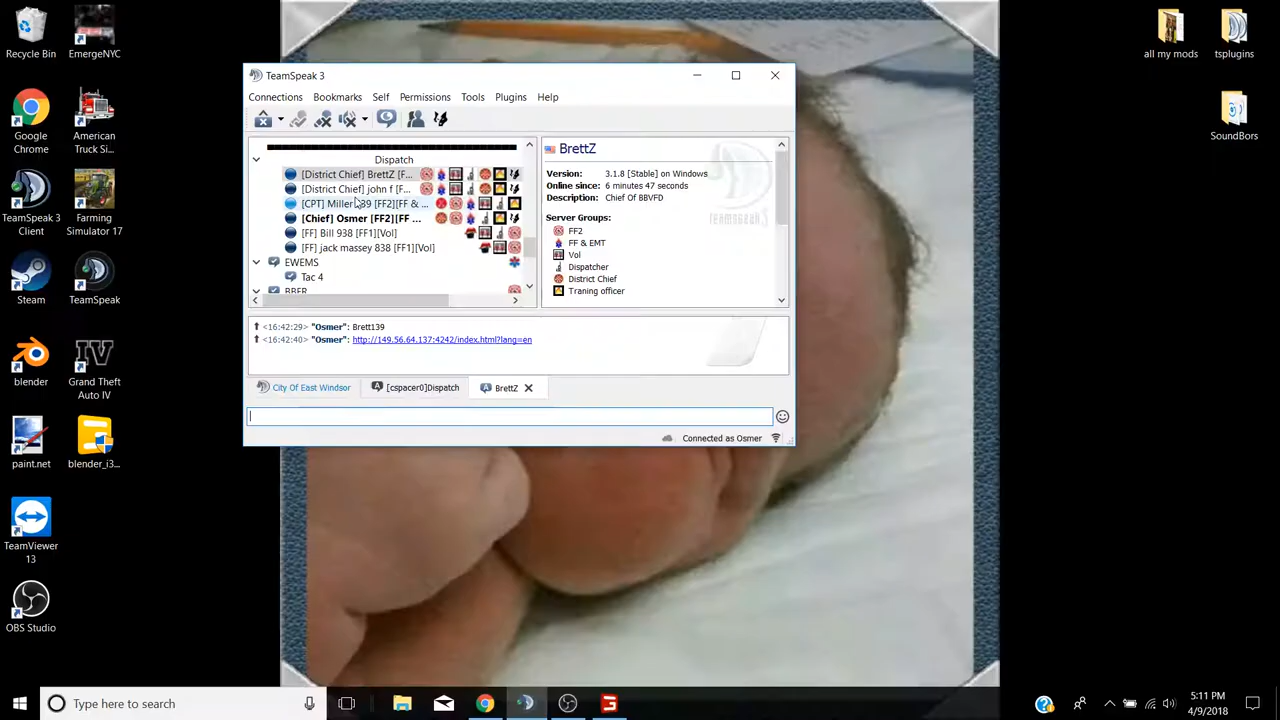 Recycle Bin
EmergeNYC
Google Chrome
American Truck Si...
TeamSpeak 3 Client
Farming Simulator 17
Steam
TeamSpeak
blender
Grand Theft Auto IV
paint.net
blender_i3...
TeamViewer 13
OBS Studio
all my mods
tsplugins
SoundBors
TeamSpeak 3
Connections Bookmarks Self Permissions Tools Plugins Help
Dispatch
[District Chief] BrettZ [F...
[District Chief] john f [F...
[CPT] Miller 839 [FF2][FF & ...
[Chief] Osmer [FF2][FF ...
[FF] Bill 938 [FF1][Vol]
[FF] jack massey 838 [FF1][Vol]
EWEMS
Tac 4
BBFR
BrettZ
Version: 3.1.8 [Stable] on Windows
Online since: 6 minutes 47 seconds
Description: Chief Of BBVFD
Server Groups:
FF2
FF & EMT
Vol
Dispatcher
District Chief
Traning officer
teamspeak
<16:42:29> "Osmer": Brett139
<16:42:40> "Osmer": http://149.56.64.137:4242/index.html?lang=en
City Of East Windsor
[cspacer0]Dispatch
BrettZ
Connected as Osmer
Type here to search
5:11 PM
4/9/2018